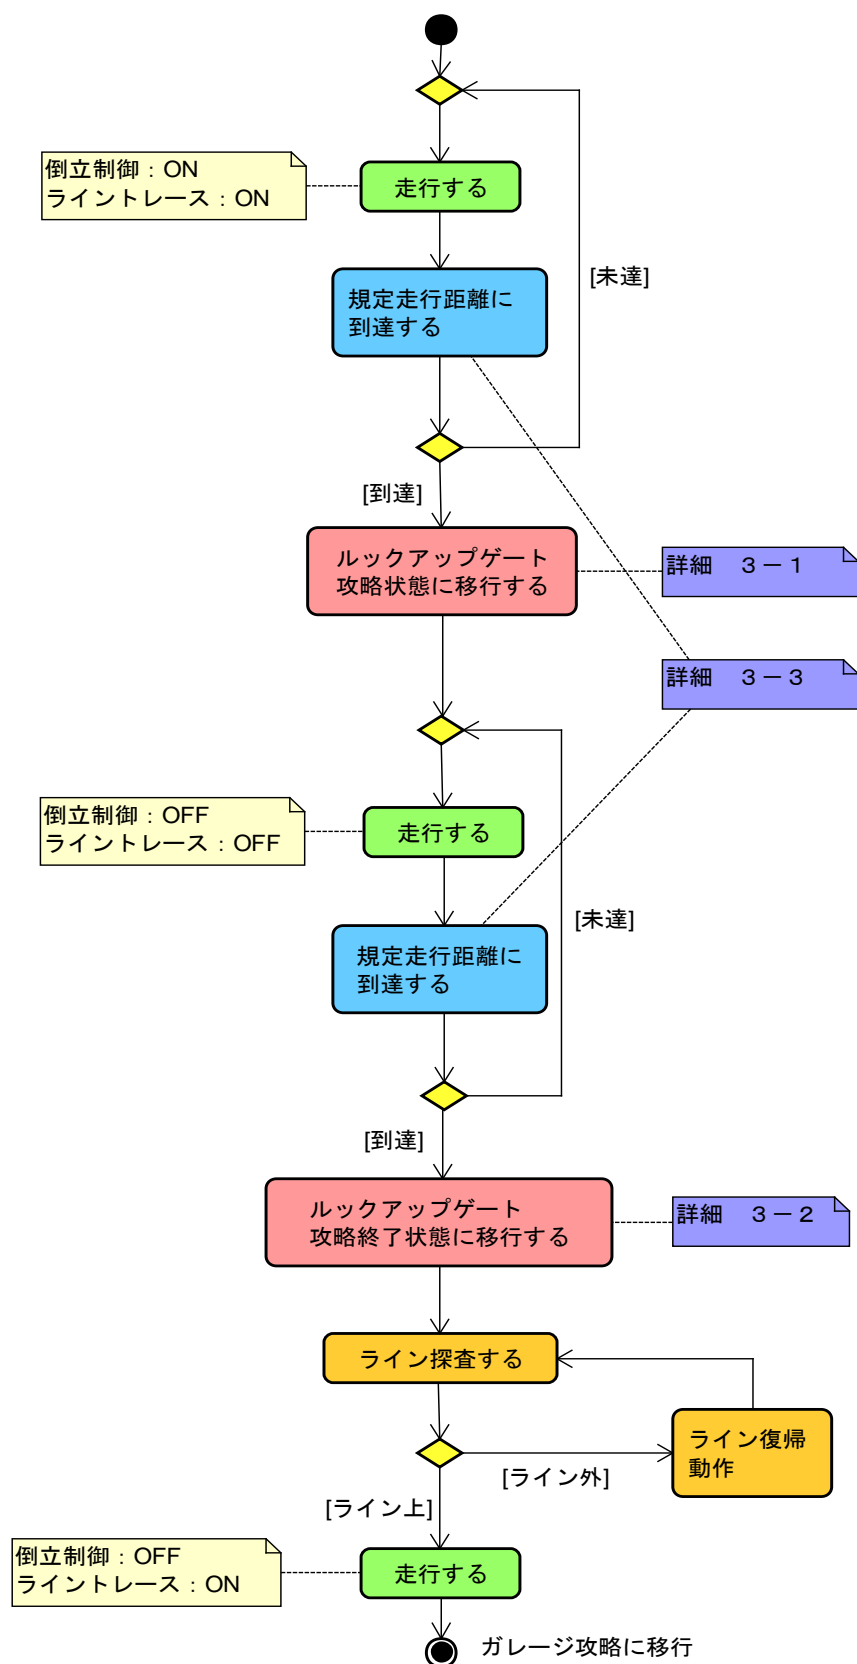 倒立制御：ON
ライントレース：ON
走行する
規定走行距離に
到達する
[未達]
[到達]
ルックアップゲート
攻略状態に移行する
詳細　３－１
詳細　３－３
倒立制御：OFF
ライントレース：OFF
走行する
[未達]
規定走行距離に
到達する
[到達]
ルックアップゲート
攻略終了状態に移行する
詳細　３－２
ライン探査する
ライン復帰
動作
[ライン外]
[ライン上]
倒立制御：OFF
ライントレース：ON
走行する
ガレージ攻略に移行